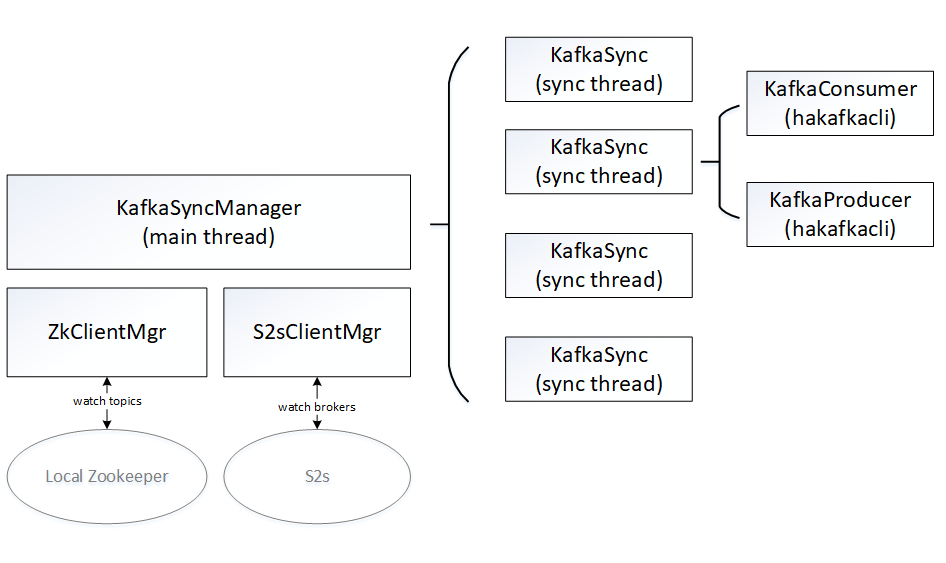 KafkaSyncManager
(main thread)
ZkClientMgr
S2sClientMgr
watch topics
watch brokers
Local Zookeeper
S2s
KafkaSync
(sync thread)
KafkaSync
(sync thread)
KafkaSync
(sync thread)
KafkaSync
(sync thread)
KafkaConsumer
(hakafkacli)
KafkaProducer
(hakafkacli)